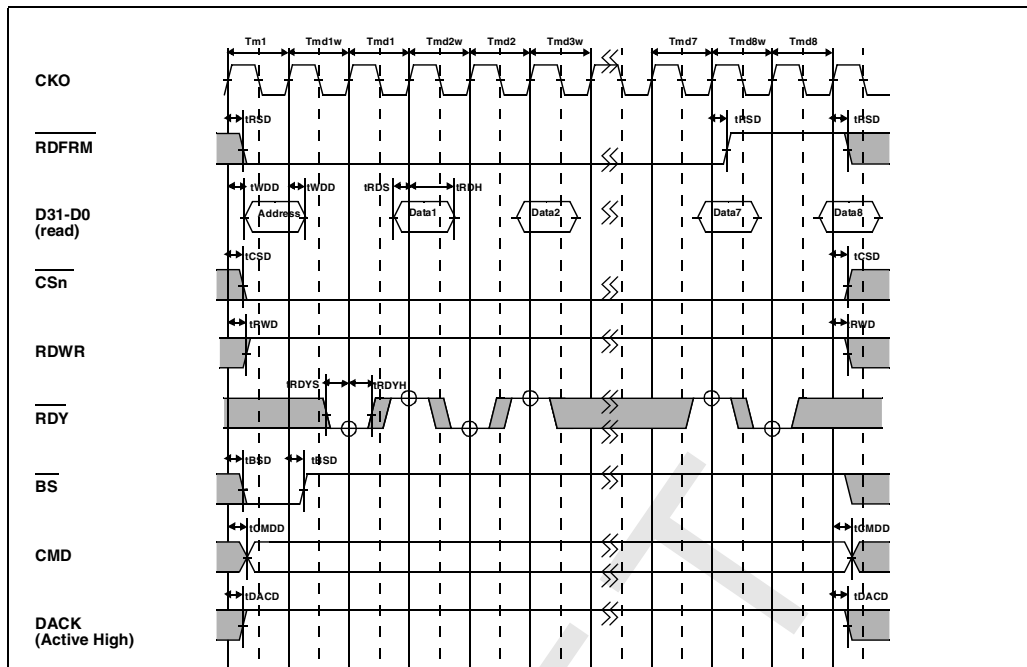 Tm1 Tmd1w Tmd1 Tmd2w Tmd2 Tmd3w Tmd7 Tmd8w Tmd8
CKO
tRSD tRSD tRSD
RDFRM
tWDD tWDD tRDS tRDH
D31-D0 Address Data1 Data2 Data7 Data8
(read)
tCSD tCSD
CSn
tRWD tRWD
RDWR
tRDYS tRDYH
RDY
tBSD tBSD
BS
tCMDD tCMDD
CMD
tDACD tDACD
DACK
(Active High)